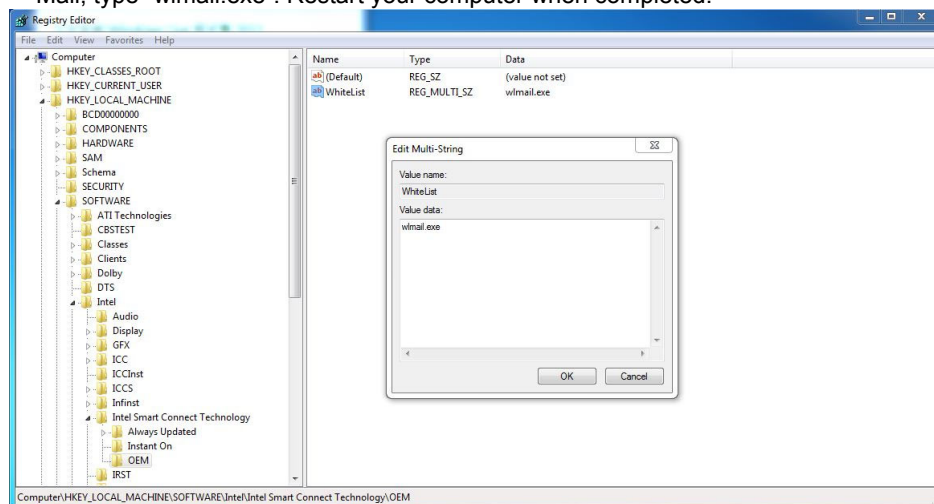 Mail, type "wlmail.exe". Restart your computer when completed.
Registry Editor
File Edit View Favorites Help
Computer
HKEY_CLASSES_ROOT
HKEY_CURRENT_USER
HKEY_LOCAL_MACHINE
BCD00000000
COMPONENTS
HARDWARE
SAM
Schema
SECURITY
SOFTWARE
ATI Technologies
CBSTEST
Classes
Clients
Dolby
DTS
Intel
Audio
Display
GFX
ICC
ICCInst
ICCS
Infinst
Intel Smart Connect Technology
Always Updated
Instant On
OEM
IRST
Name Type Data
(Default) REG_SZ (value not set)
WhiteList REG_MULTI_SZ wlmail.exe
Edit Multi-String
Value name:
WhiteList
Value data:
wlmail.exe
OK Cancel
Computer\HKEY_LOCAL_MACHINE\SOFTWARE\Intel\Intel Smart Connect Technology\OEM